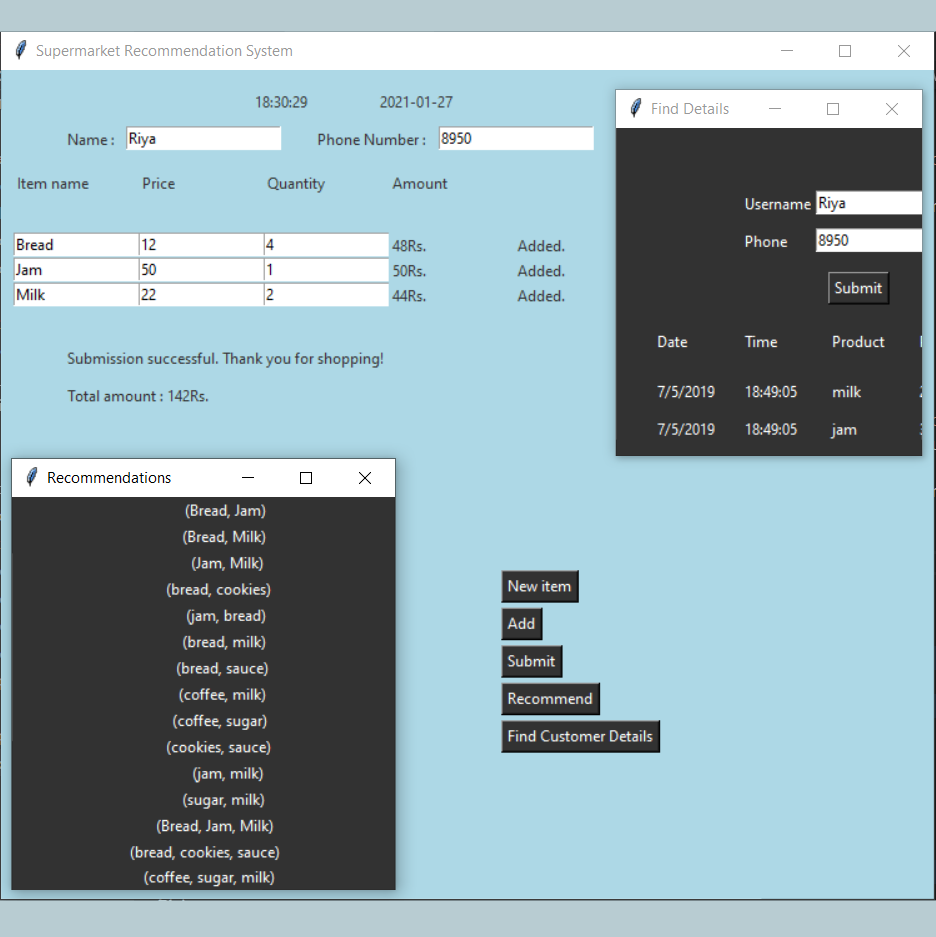 Supermarket Recommendation System
18:30:29 2021-01-27
Name : Riya Phone Number : 8950
Item name Price Quantity Amount
Bread 12 4 48Rs. Added.
Jam 50 1 50Rs. Added.
Milk 22 2 44Rs. Added.
Submission successful. Thank you for shopping!
Total amount : 142Rs.
Find Details
Username Riya
Phone 8950
Submit
Date Time Product
7/5/2019 18:49:05 milk
7/5/2019 18:49:05 jam
Recommendations
(Bread, Jam)
(Bread, Milk)
(Jam, Milk)
(bread, cookies)
(jam, bread)
(bread, milk)
(bread, sauce)
(coffee, milk)
(coffee, sugar)
(cookies, sauce)
(jam, milk)
(sugar, milk)
(Bread, Jam, Milk)
(bread, cookies, sauce)
(coffee, sugar, milk)
New item
Add
Submit
Recommend
Find Customer Details